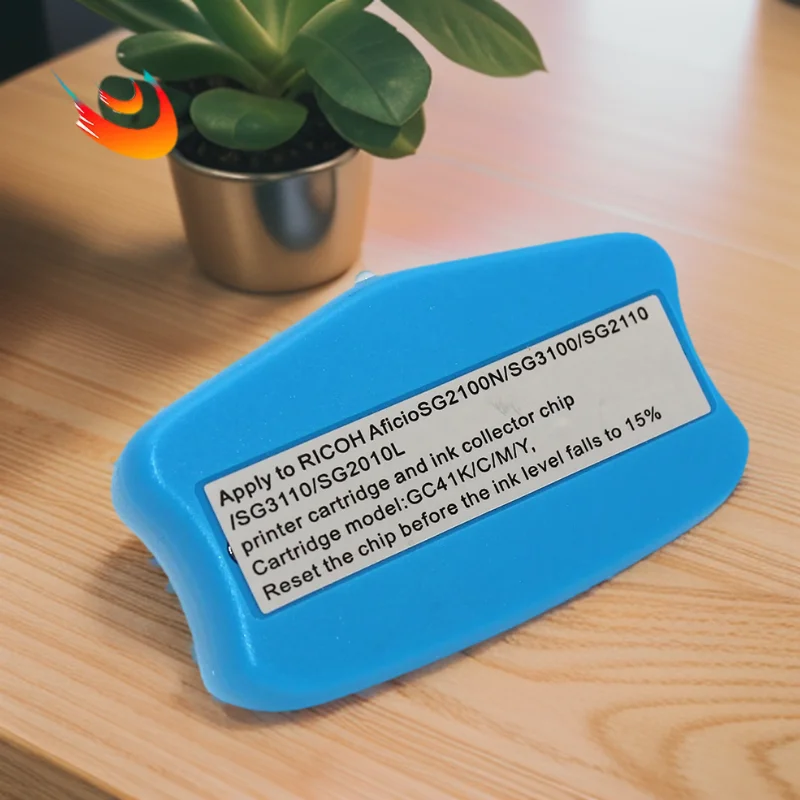 Apply to RICOH AficioSG2100N/SG3100/SG2110
/SG3110/SG2010L
printer cartridge and ink collector chip
Cartridge model:GC41K/C/M/Y,
Reset the chip before the ink level falls to 15%